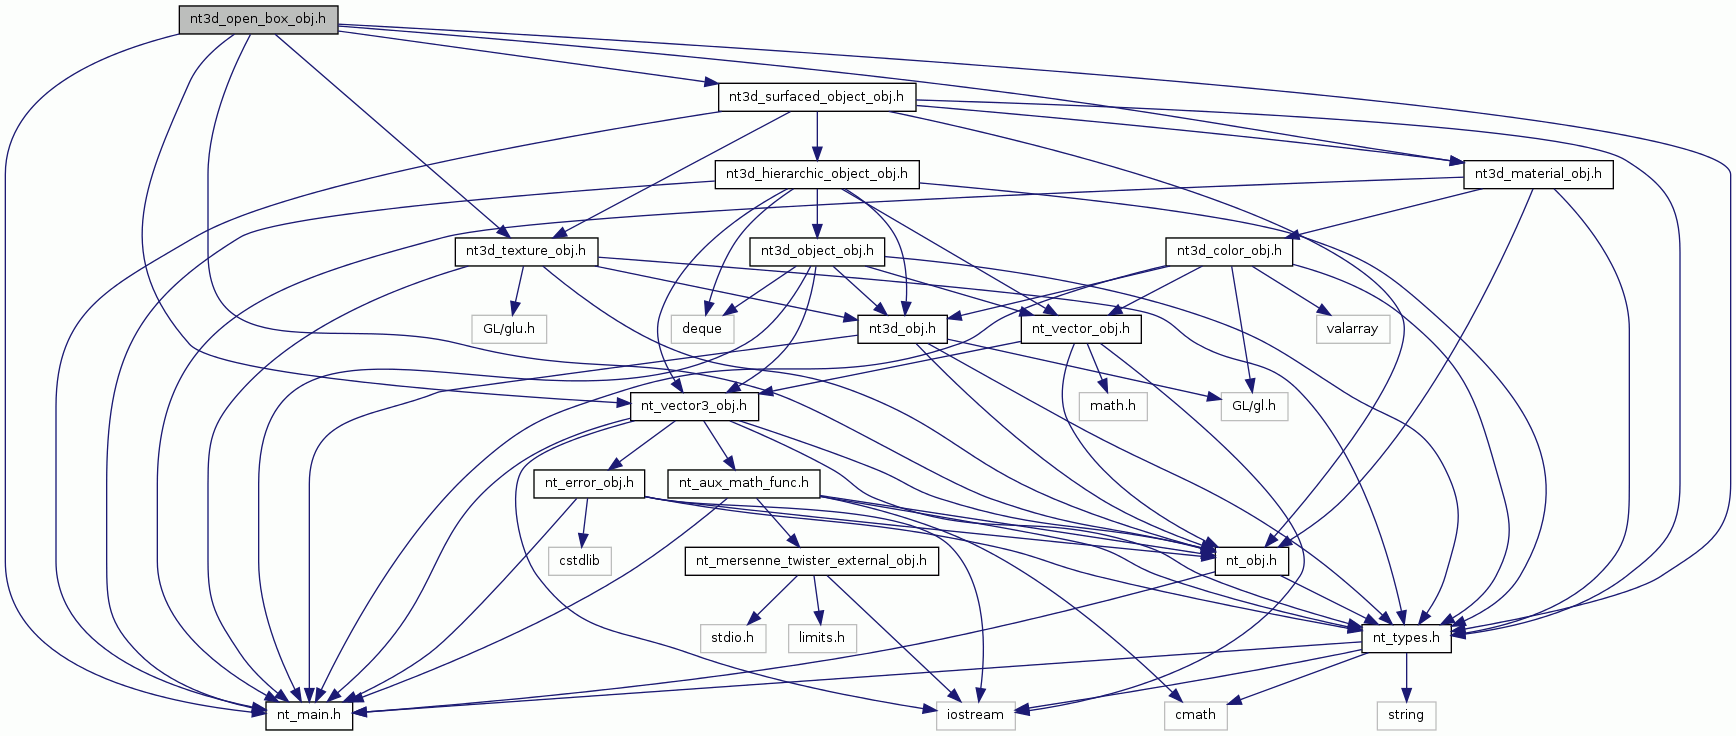 nt3d_open_box_obj.h
nt3d_surfaced_object_obj.h
nt3d_hierarchic_object_obj.h
nt3d_material_obj.h
nt3d_texture_obj.h
nt3d_object_obj.h
nt3d_color_obj.h
GL/glu.h
deque
nt3d_obj.h
nt_vector_obj.h
valarray
nt_vector3_obj.h
math.h
GL/gl.h
nt_error_obj.h
nt_aux_math_func.h
cstdlib
nt_mersenne_twister_external_obj.h
nt_obj.h
stdio.h
limits.h
nt_types.h
nt_main.h
iostream
cmath
string